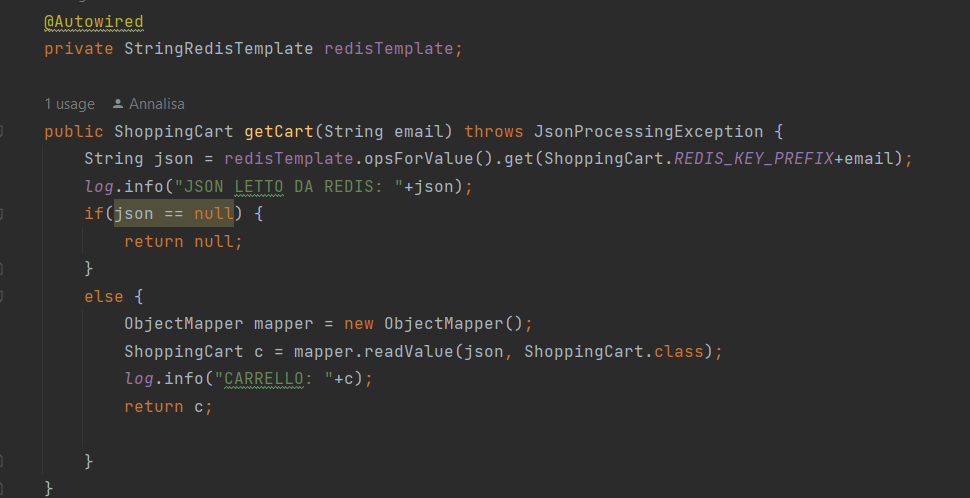 @Autowired
private StringRedisTemplate redisTemplate;
1 usage Annalisa
public ShoppingCart getCart(String email) throws JsonProcessingException {
String json = redisTemplate.opsForValue().get(ShoppingCart.REDIS_KEY_PREFIX+email);
log.info("JSON LETTO DA REDIS: "+json);
if(json == null) {
return null;
}
else {
ObjectMapper mapper = new ObjectMapper();
ShoppingCart c = mapper.readValue(json, ShoppingCart.class);
log.info("CARRELLO: "+c);
return c;
}
}